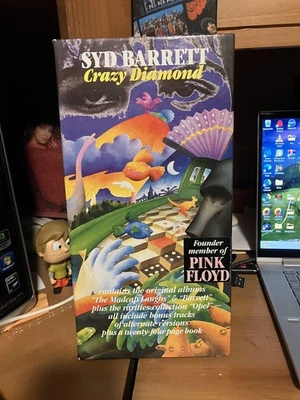 SYD BARRETT
Crazy Diamond
Founder
member of
PINK
FLOYD
contains the original albums
"The Madcap Laughs" & "Barrett"
plus the rarities collection "Opel"
all include bonus tracks
of alternate versions
plus a twenty-four page book